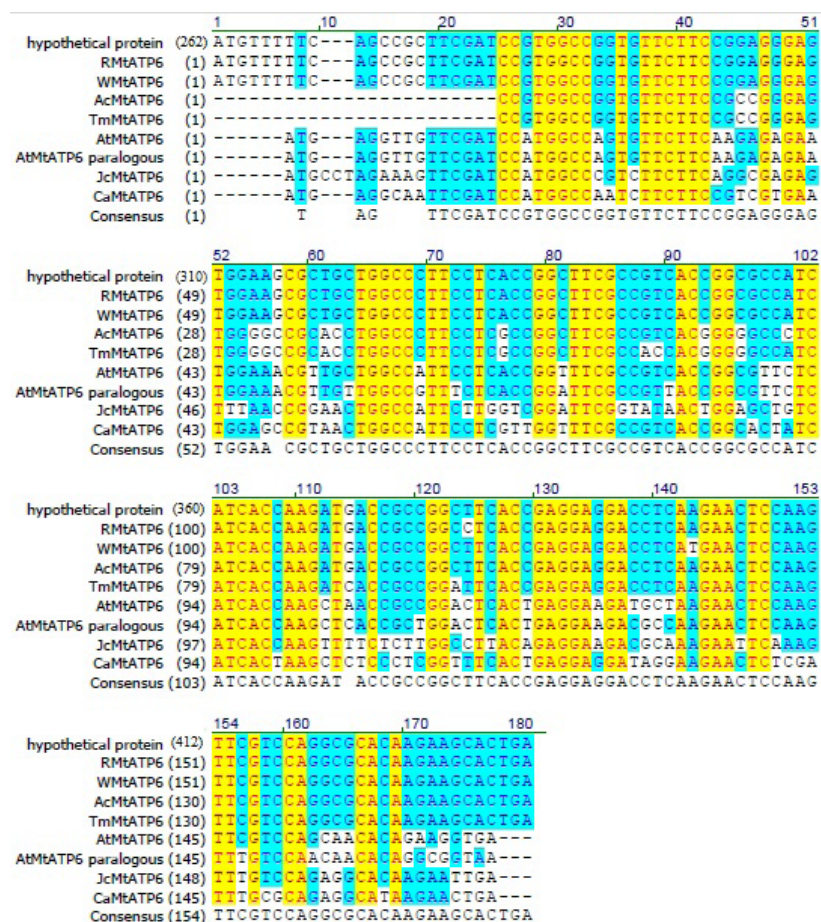 1 10 20 30 40 51
hypothetical protein (262) ATGTTTTTC---AGCCGCTTCGATCCGTGGCCGGTGTTCTTCCGGAGGGAG
RMtATP6 (1) ATGTTTTTC---AGCCGCTTCGATCCGTGGCCGGTGTTCTTCCGGAGGGAG
WMtATP6 (1) ATGTTTTTC---AGCCGCTTCGATCCGTGGCCGGTGTTCTTCCGGAGGGAG
AcMtATP6 (1) ------------------------CCGTGGCCGGTGTTCTTCCGCCGGGAG
TmMtATP6 (1) ------------------------CCGTGGCCGGTGTTCTTCCGCCGGGAG
AtMtATP6 (1) ------ATG---AGGTTGTTCGATCCATGGCCAGTGTTCTTCAAGAGAGAA
AtMtATP6 paralogous (1) ------ATG---AGGTTGTTCGATCCATGGCCAGTGTTCTTCAAGAGAGAA
JcMtATP6 (1) ------ATGCCTAGAAAGTTCGATCCATGGCCCGTCTTCTTCAGGCGAGAG
CaMtATP6 (1) ------ATG---AGGCAATTCGATCCATGGCCAATCTTCTTCCGTCGTGAA
Consensus (1) T AG TTCGATCCGTGGCCGGTGTTCTTCCGGAGGGAG
52 60 70 80 90 102
hypothetical protein (310) TGGAAGCGCTGCTGGCCCTTCCTCACCGGCTTCGCCGTCACCGGCGCCATC
RMtATP6 (49) TGGAAGCGCTGCTGGCCCTTCCTCACCGGCTTCGCCGTCACCGGCGCCATC
WMtATP6 (49) TGGAAGCGCTGCTGGCCCTTCCTCACCGGCTTCGCCGTCACCGGCGCCATC
AcMtATP6 (28) TGGGGCCGCACCTGGCCCTTCCTCGCCGGCTTCGCCGTCACGGGGGCCCTC
TmMtATP6 (28) TGGGGCCGCACCTGGCCCTTCCTCGCCGGCTTCGCCACCACGGGGGCCATC
AtMtATP6 (43) TGGAAACGTTGCTGGCCATTCCTCACCGGTTTCGCCGTCACCGGCGTTCTC
AtMtATP6 paralogous (43) TGGAAACGTTGTTGGCCGTTTCTCACCGGATTCGCCGTTACCGGCGTTCTC
JcMtATP6 (46) TTTAACCGGAACTGGCCATTCTTGGTCGGATTCGGTATAACTGGAGCTGTC
CaMtATP6 (43) TGGAGCCGTAACTGGCCATTCCTCGTTGGTTTCGCCGTCACCGGCACTATC
Consensus (52) TGGAA CGCTGCTGGCCCTTCCTCACCGGCTTCGCCGTCACCGGCGCCATC
103 110 120 130 140 153
hypothetical protein (360) ATCACCAAGATGACCGCCGGCTTCACCGAGGAGGACCTCAAGAACTCCAAG
RMtATP6 (100) ATCACCAAGATGACCGCCGGCCTCACCGAGGAGGACCTCAAGAACTCCAAG
WMtATP6 (100) ATCACCAAGATGACCGCCGGCTTCACCGAGGAGGACCTCATGAACTCCAAG
AcMtATP6 (79) ATCACCAAGATGACCGCCGGCTTCACCGAGGAGGACCTCAAGAACTCCAAG
TmMtATP6 (79) ATCACCAAGATCACCGCCGGATTCACCGAGGAGGACCTCAAGAACTCCAAG
AtMtATP6 (94) ATCACCAAGCTAACCGCCGGACTCACTGAGGAAGATGCTAAGAACTCCAAG
AtMtATP6 paralogous (94) ATCACCAAGCTCACCGCTGGACTCACTGAGGAAGACGCCAAGAACTCCAAG
JcMtATP6 (97) ATCACCAAGTTTTCTCTTGGCCTTACAGAGGAAGACGCAAAGAATTCAAAG
CaMtATP6 (94) ATCACTAAGCTCTCCCTCGGTTTCACTGAGGAGGATAGGAAGAACTCTCGA
Consensus (103) ATCACCAAGAT ACCGCCGGCTTCACCGAGGAGGACCTCAAGAACTCCAAG
154 160 170 180
hypothetical protein (412) TTCGTCCAGGCGCACAAGAAGCACTGA
RMtATP6 (151) TTCGTCCAGGCGCACAAGAAGCACTGA
WMtATP6 (151) TTCGTCCAGGCGCACAAGAAGCACTGA
AcMtATP6 (130) TTCGTCCAGGCGCACAAGAAGCACTGA
TmMtATP6 (130) TTCGTCCAGGCGCACAAGAAGCACTGA
AtMtATP6 (145) TTCGTCCAGCAACACAGAAGGTGA---
AtMtATP6 paralogous (145) TTTGTCCAACAACACAGGCGGTAA---
JcMtATP6 (148) TTTGTCCAGAGGCACAAGAATTGA---
CaMtATP6 (145) TTTGCGCAGAGGCATAAGAACTGA---
Consensus (154) TTCGTCCAGGCGCACAAGAAGCACTGA